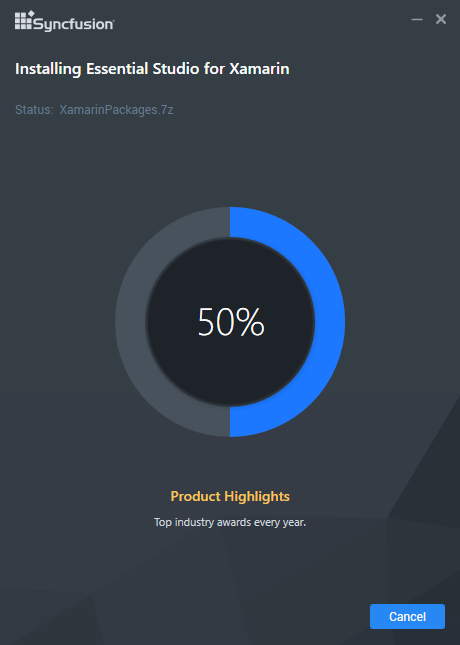 Syncfusion
Installing Essential Studio for Xamarin
Status: XamarinPackages.7z
50%
Product Highlights
Top industry awards every year.
Cancel